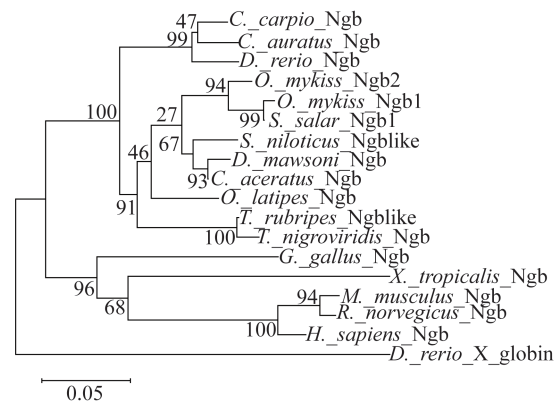 47 C._carpio_Ngb
99 C._auratus_Ngb
D._rerio_Ngb
94 O._mykiss_Ngb2
100 27 O._mykiss_Ngb1
99 S._salar_Ngb1
67 S._niloticus_Ngblike
46 D._mawsoni_Ngb
93 C._aceratus_Ngb
91 O._latipes_Ngb
T._rubripes_Ngblike
100 T._nigroviridis_Ngb
G._gallus_Ngb
96 X._tropicalis_Ngb
68 94 M._musculus_Ngb
R._norvegicus_Ngb
100 H._sapiens_Ngb
D._rerio_X_globin
0.05